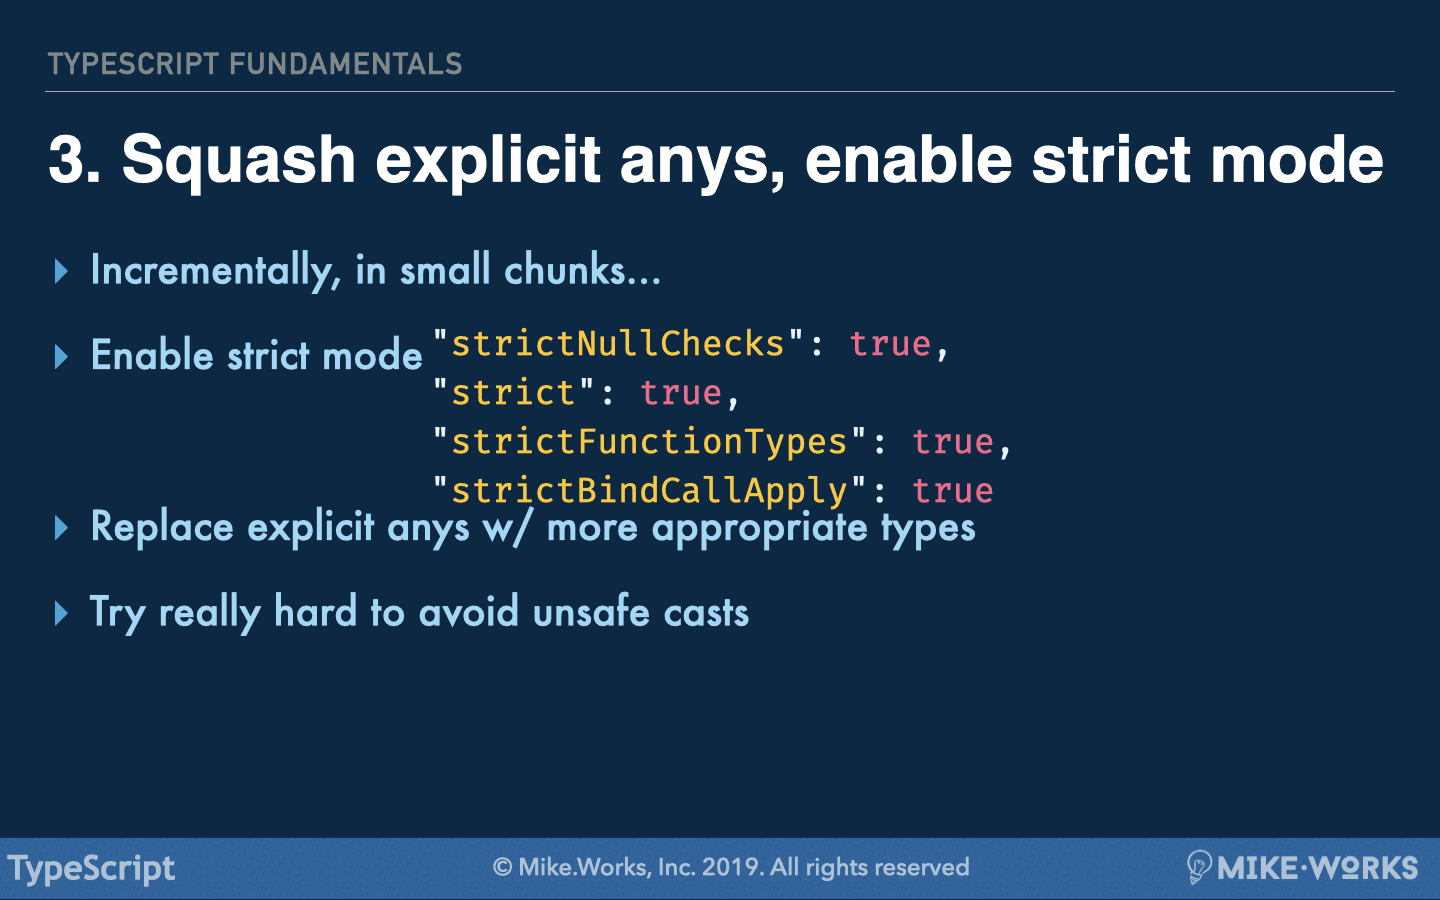 TYPESCRIPT FUNDAMENTALS
3. Squash explicit anys, enable strict mode
▸ Incrementally, in small chunks…
▸ Enable strict mode
"strictNullChecks": true,
"strict": true,
"strictFunctionTypes": true,
"strictBindCallApply": true
▸ Replace explicit anys w/ more appropriate types
▸ Try really hard to avoid unsafe casts
TypeScript
© Mike.Works, Inc. 2019. All rights reserved
MIKE·WORKS